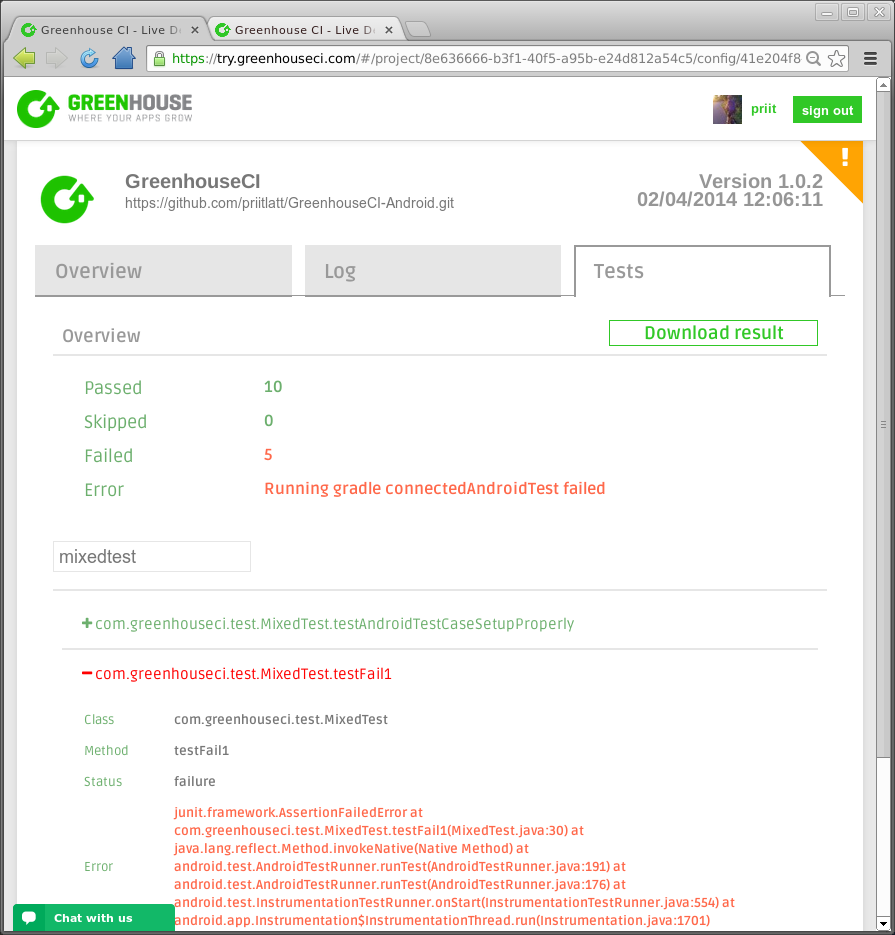 Greenhouse CI - Live D
Greenhouse CI - Live D
https://try.greenhouseci.com/#/project/8e636666-b3f1-40f5-a95b-e24d812a54c5/config/41e204f8
GREENHOUSE
WHERE YOUR APPS GROW
priit
sign out
!
GreenhouseCI
https://github.com/priitlatt/GreenhouseCI-Android.git
Version 1.0.2
02/04/2014 12:06:11
Overview
Log
Tests
Overview
Download result
Passed 10
Skipped 0
Failed 5
Error Running gradle connectedAndroidTest failed
mixedtest
+com.greenhouseci.test.MixedTest.testAndroidTestCaseSetupProperly
−com.greenhouseci.test.MixedTest.testFail1
Class com.greenhouseci.test.MixedTest
Method testFail1
Status failure
Error
junit.framework.AssertionFailedError at
com.greenhouseci.test.MixedTest.testFail1(MixedTest.java:30) at
java.lang.reflect.Method.invokeNative(Native Method) at
android.test.AndroidTestRunner.runTest(AndroidTestRunner.java:191) at
android.test.AndroidTestRunner.runTest(AndroidTestRunner.java:176) at
android.test.InstrumentationTestRunner.onStart(InstrumentationTestRunner.java:554) at
android.app.Instrumentation$InstrumentationThread.run(Instrumentation.java:1701)
Chat with us